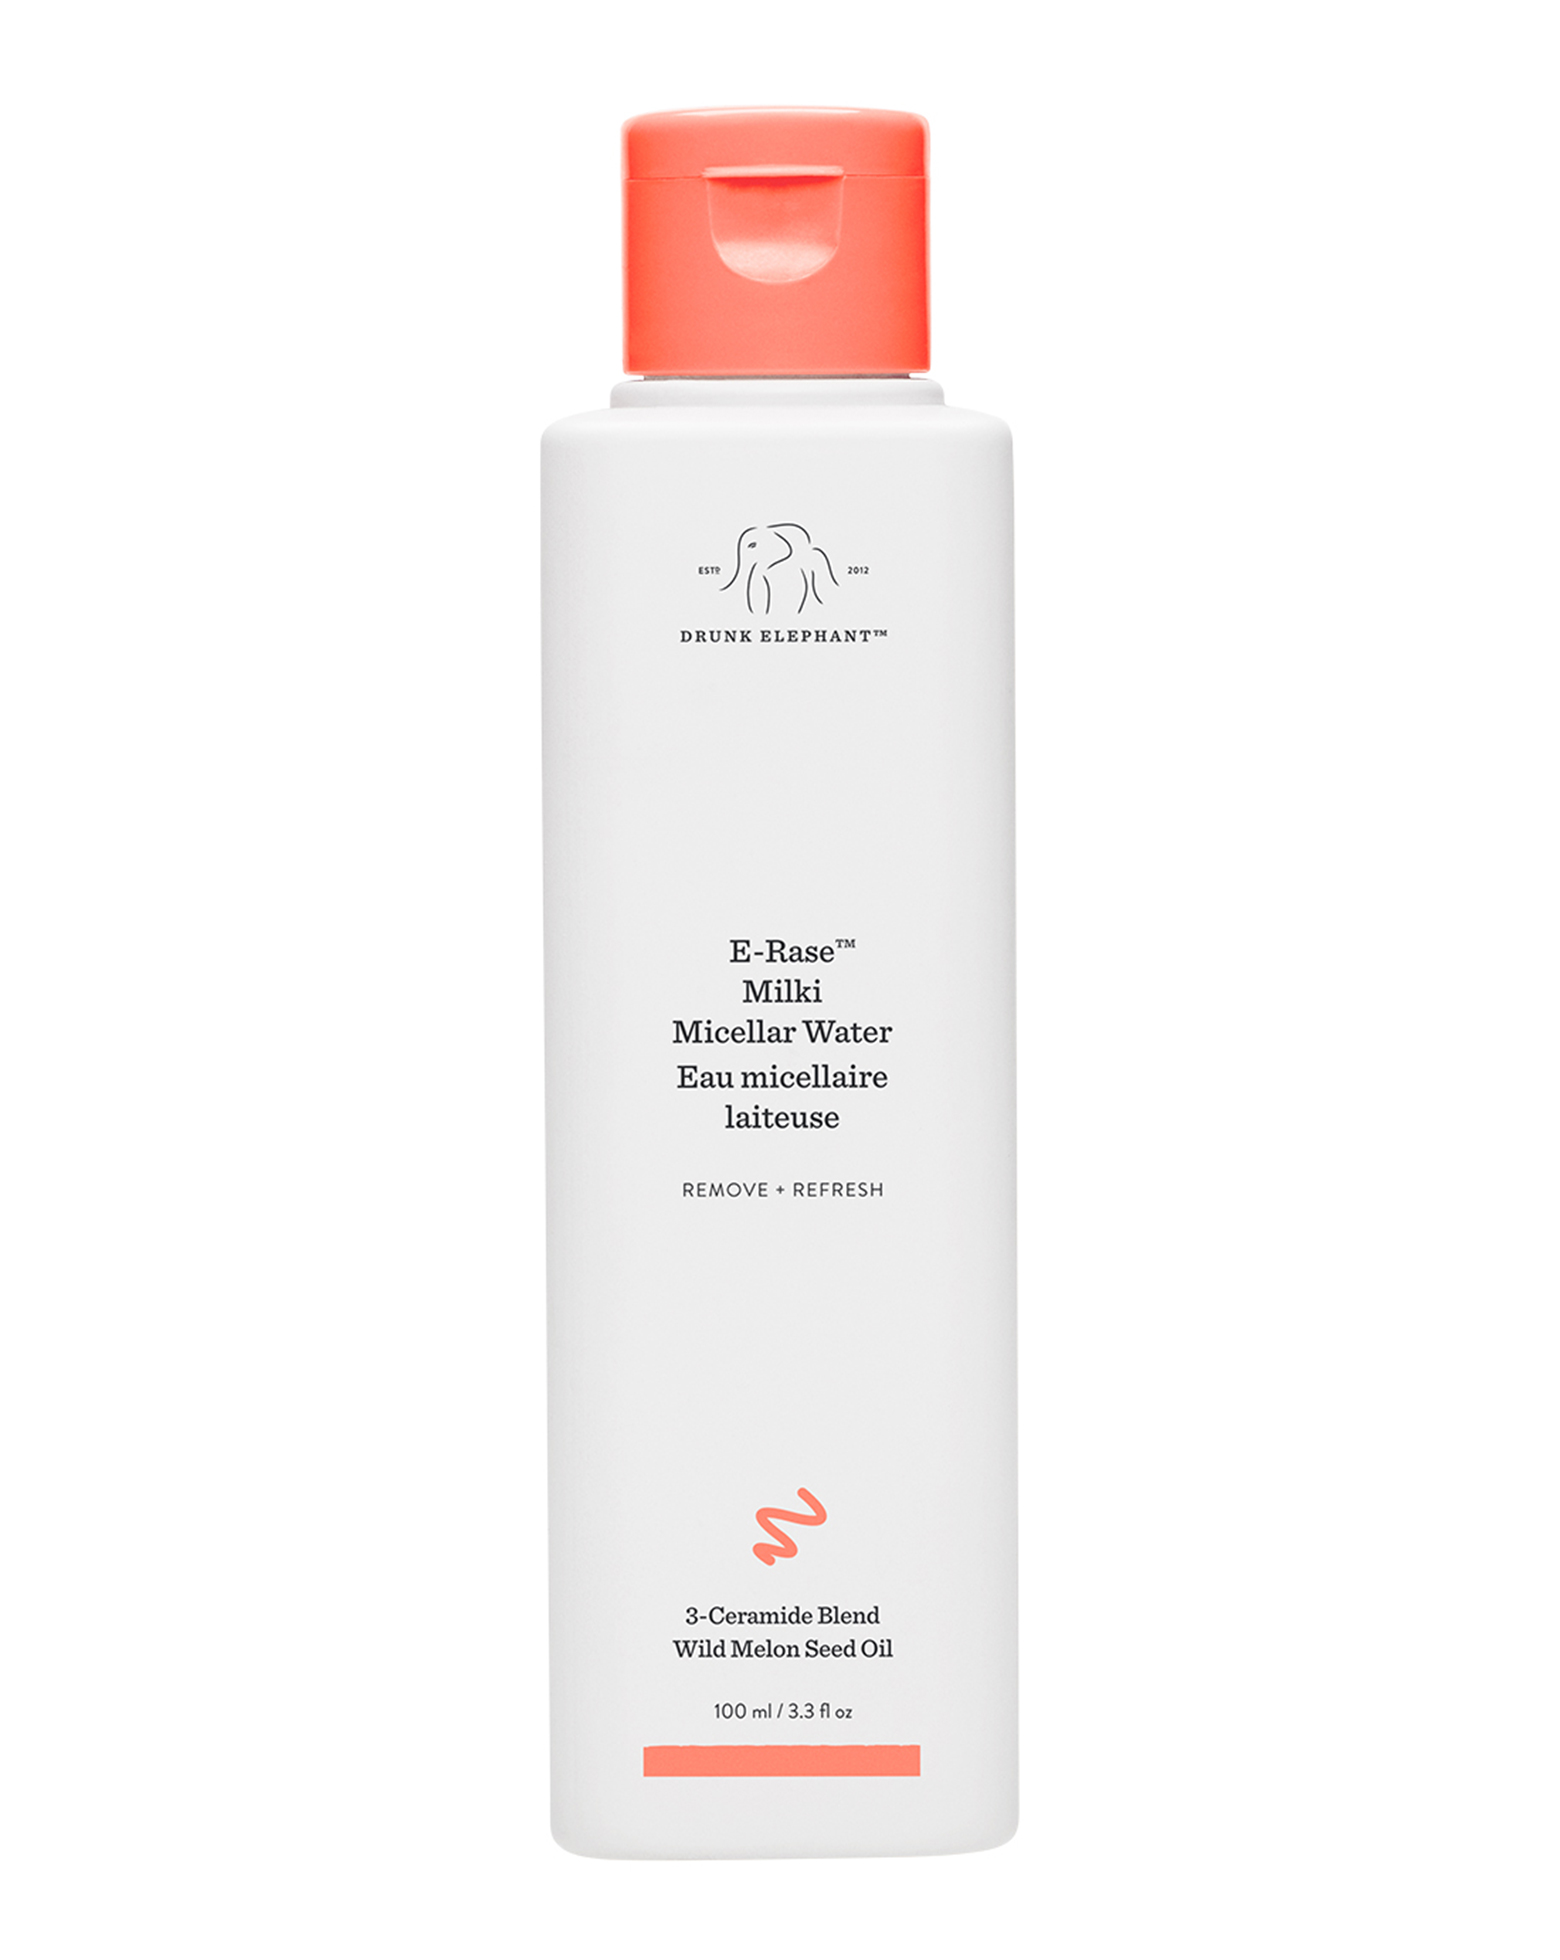 ESTD 2012
DRUNK ELEPHANT™
E-Rase™
Milki
Micellar Water
Eau micellaire
laiteuse
REMOVE + REFRESH
3-Ceramide Blend
Wild Melon Seed Oil
100 ml / 3.3 fl oz